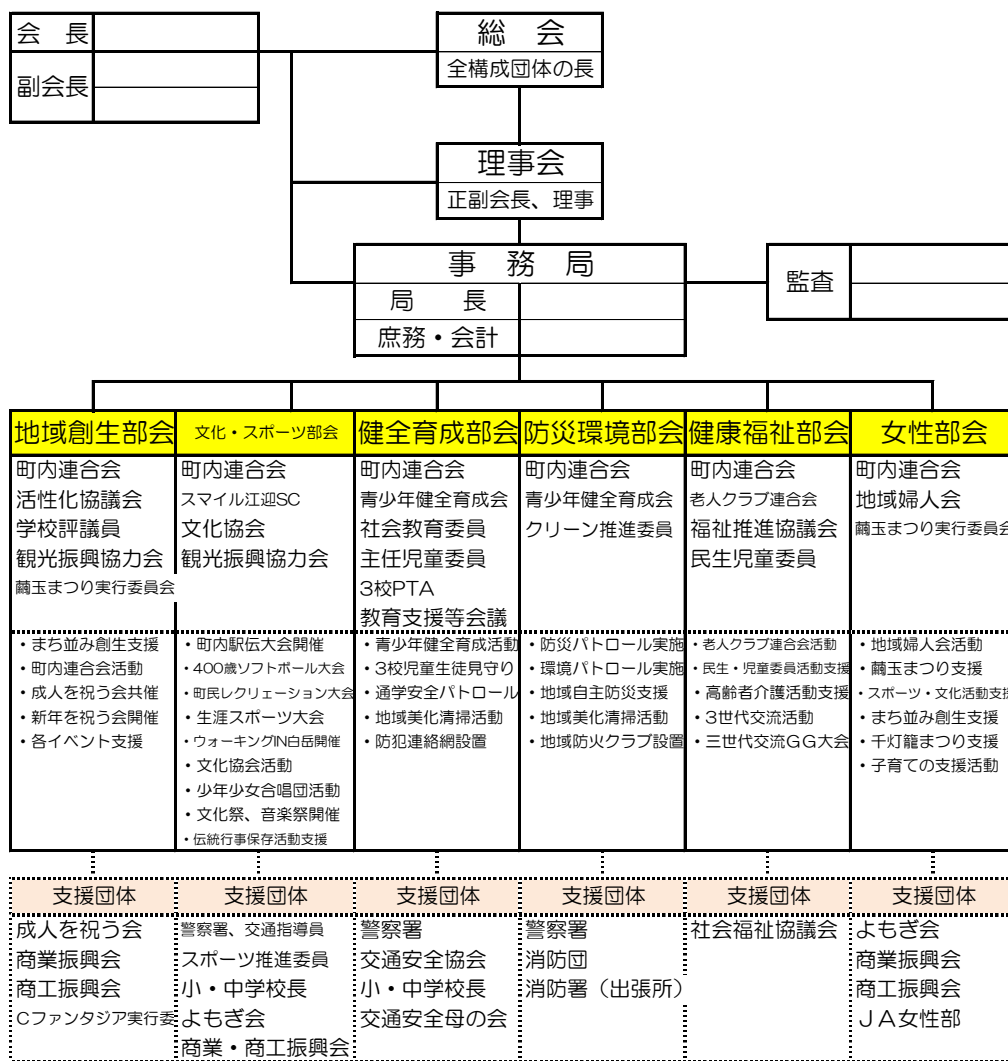 会　長
副会長
総　会
全構成団体の長
理事会
正副会長、理事
事　務　局
局　　長
庶務・会計
監査
地域創生部会
町内連合会
活性化協議会
学校評議員
観光振興協力会
繭玉まつり実行委員会
・まち並み創生支援
・町内連合会活動
・成人を祝う会共催
・新年を祝う会開催
・各イベント支援
文化・スポーツ部会
町内連合会
スマイル江迎SC
文化協会
観光振興協力会
・町内駅伝大会開催
・400歳ソフトボール大会
・町民レクリェーション大会
・生涯スポーツ大会
・ウォーキングIN白岳開催
・文化協会活動
・少年少女合唱団活動
・文化祭、音楽祭開催
・伝統行事保存活動支援
健全育成部会
町内連合会
青少年健全育成会
社会教育委員
主任児童委員
3校PTA
教育支援等会議
・青少年健全育成活動
・3校児童生徒見守り
・通学安全パトロール
・地域美化清掃活動
・防犯連絡網設置
防災環境部会
町内連合会
青少年健全育成会
クリーン推進委員
・防災パトロール実施
・環境パトロール実施
・地域自主防災支援
・地域美化清掃活動
・地域防火クラブ設置
健康福祉部会
町内連合会
老人クラブ連合会
福祉推進協議会
民生児童委員
・老人クラブ連合会活動
・民生・児童委員活動支援
・高齢者介護活動支援
・3世代交流活動
・三世代交流GG大会
女性部会
町内連合会
地域婦人会
繭玉まつり実行委員会
・地域婦人会活動
・繭玉まつり支援
・スポーツ・文化活動支援
・まち並み創生支援
・千灯籠まつり支援
・子育ての支援活動
支援団体
成人を祝う会
商業振興会
商工振興会
Cファンタジア実行委
支援団体
警察署、交通指導員
スポーツ推進委員
小・中学校長
よもぎ会
商業・商工振興会
支援団体
警察署
交通安全協会
小・中学校長
交通安全母の会
支援団体
警察署
消防団
消防署（出張所）
支援団体
社会福祉協議会
支援団体
よもぎ会
商業振興会
商工振興会
JA女性部